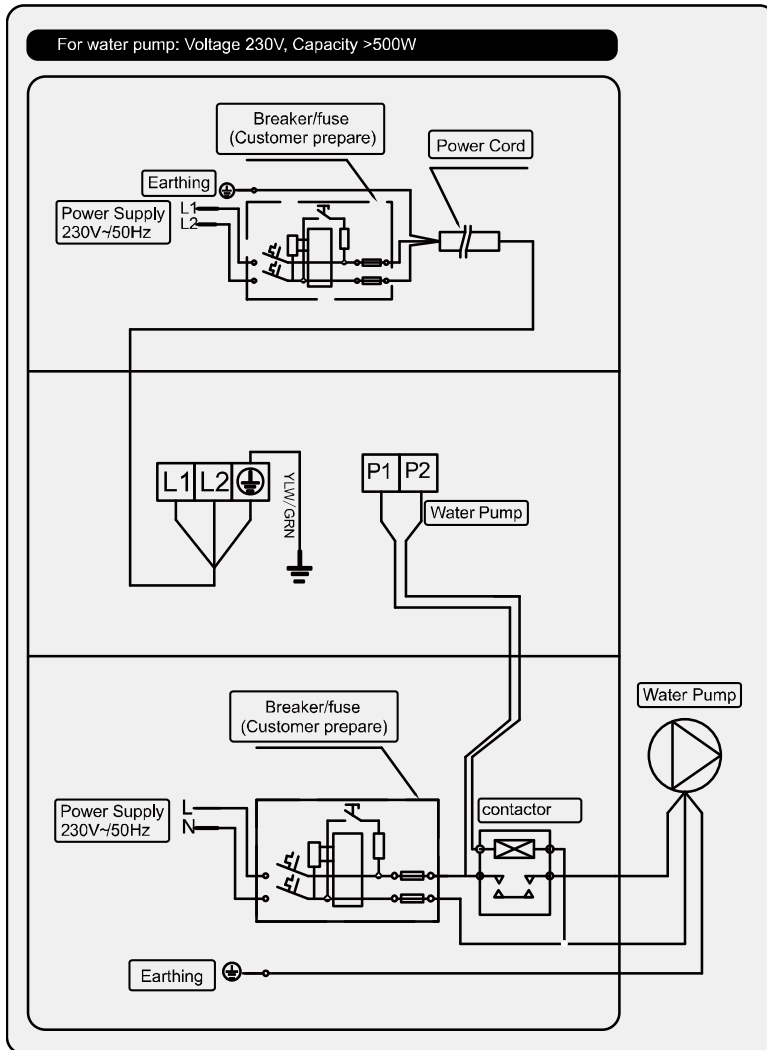 For water pump: Voltage 230V, Capacity >500W
Breaker/fuse
(Customer prepare)
Power Cord
Earthing
Power Supply
230V~/50Hz
L1
L2
L1 L2
YLW/GRN
P1 P2
Water Pump
Breaker/fuse
(Customer prepare)
Water Pump
Power Supply
230V~/50Hz
L
N
contactor
Earthing